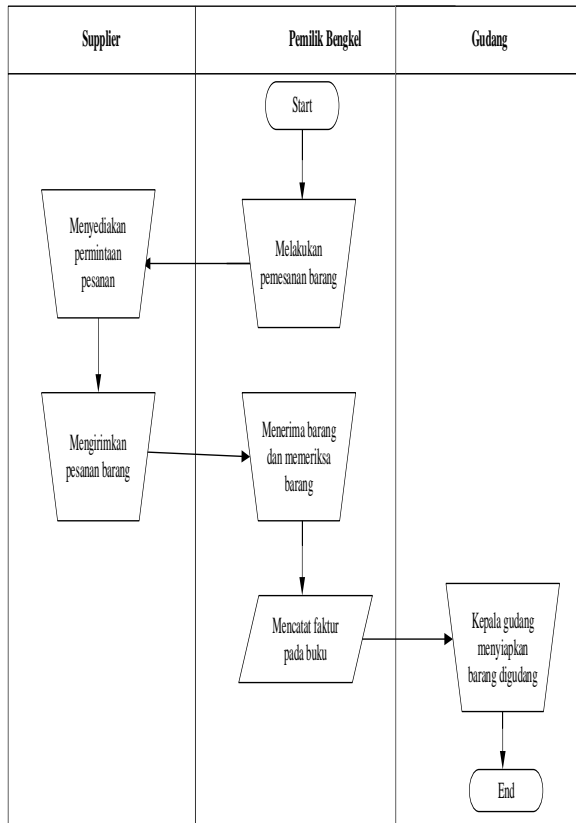 Supplier
Pemilik Bengkel
Gudang
Start
Melakukan
pemesanan barang
Menyediakan
permintaan
pesanan
Mengirimkan
pesanan barang
Menerima barang
dan memeriksa
barang
Mencatat faktur
pada buku
Kepala gudang
menyiapkan
barang digudang
End